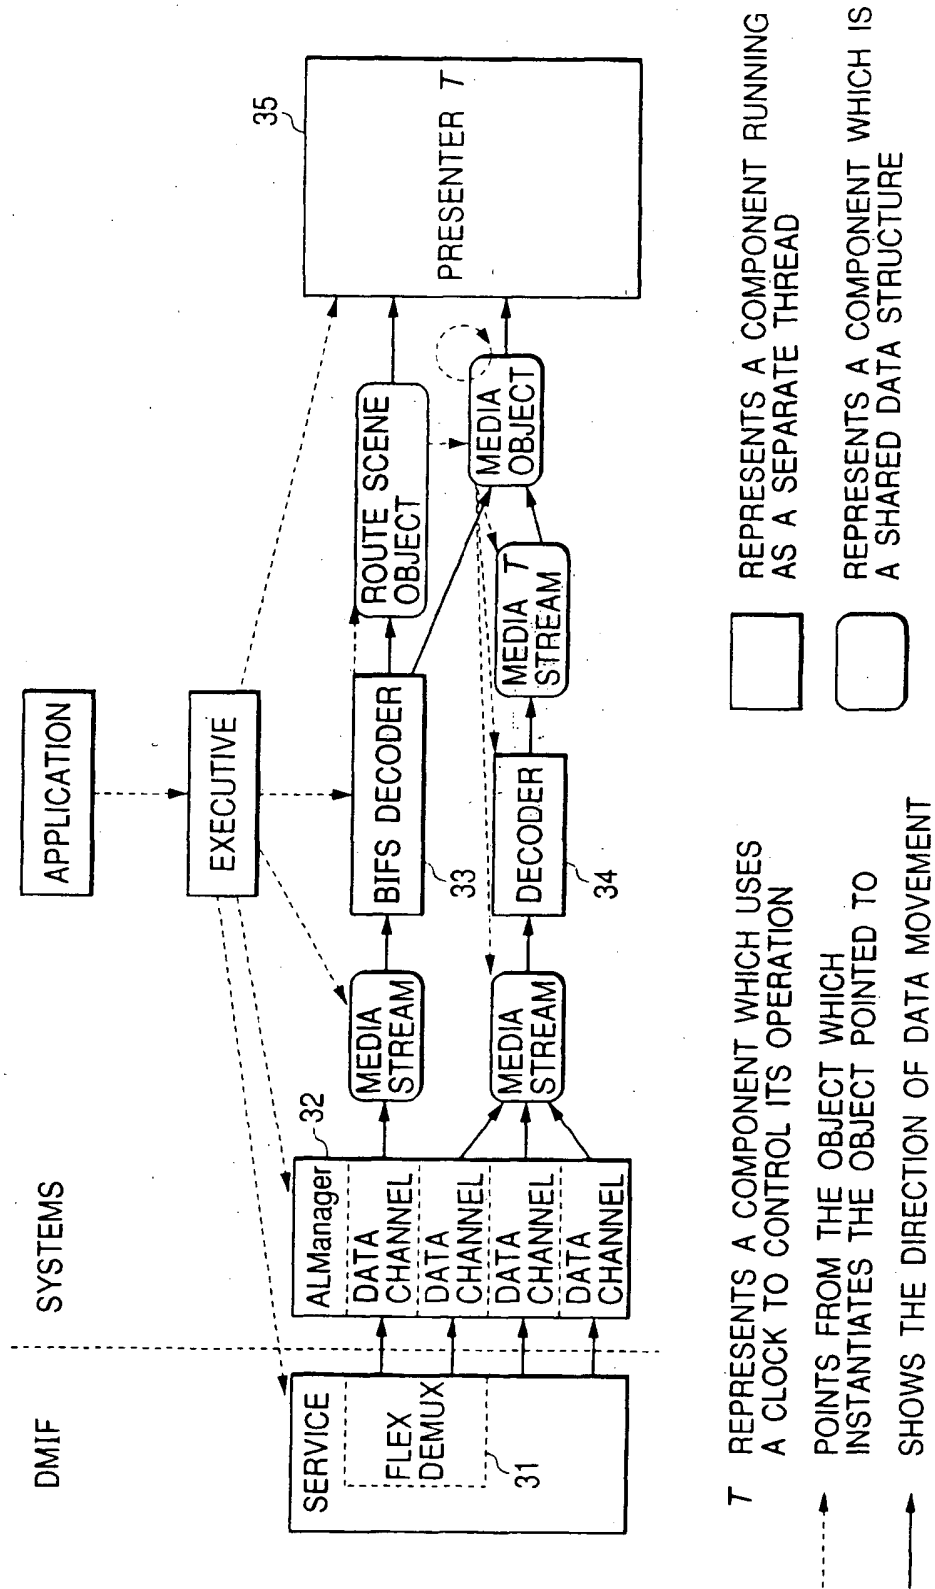 DMIF
SYSTEMS
APPLICATION
EXECUTIVE
SERVICE
FLEX
DEMUX
31
ALManager
32
DATA
CHANNEL
DATA
CHANNEL
DATA
CHANNEL
DATA
CHANNEL
MEDIA
STREAM
BIFS DECODER
33
ROUTE SCENE
OBJECT
MEDIA
STREAM
DECODER
34
MEDIA T
STREAM
MEDIA
OBJECT
PRESENTER T
35
T REPRESENTS A COMPONENT WHICH USES
A CLOCK TO CONTROL ITS OPERATION
POINTS FROM THE OBJECT WHICH
INSTANTIATES THE OBJECT POINTED TO
SHOWS THE DIRECTION OF DATA MOVEMENT
REPRESENTS A COMPONENT RUNNING
AS A SEPARATE THREAD
REPRESENTS A COMPONENT WHICH IS
A SHARED DATA STRUCTURE